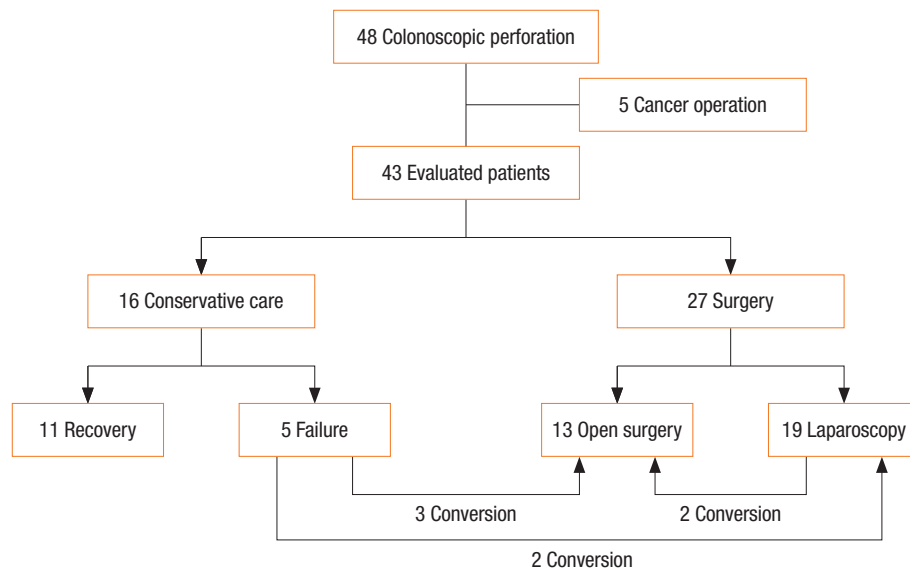 48 Colonoscopic perforation
5 Cancer operation
43 Evaluated patients
16 Conservative care
27 Surgery
11 Recovery
5 Failure
13 Open surgery
19 Laparoscopy
3 Conversion
2 Conversion
2 Conversion